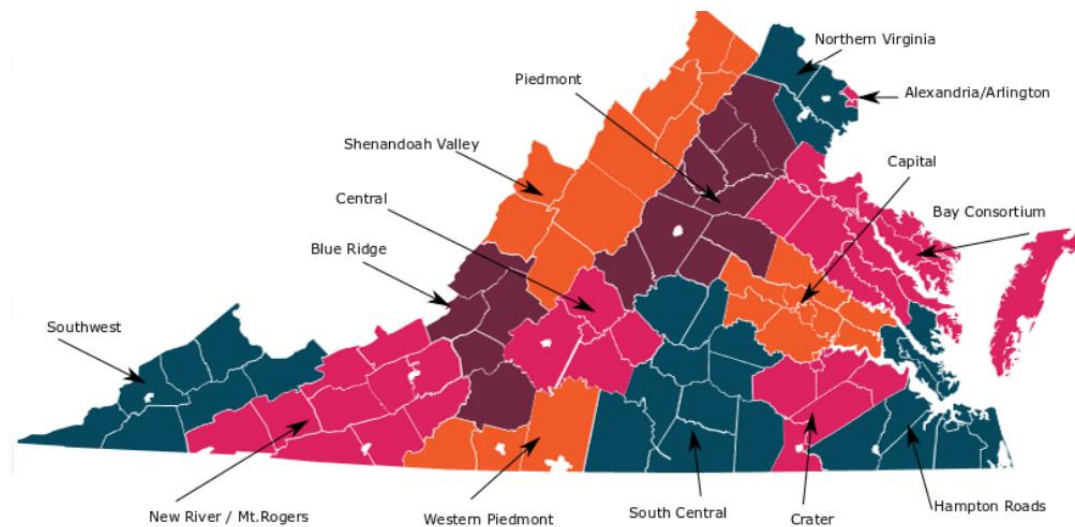 Northern Virginia
Piedmont
Alexandria/Arlington
Shenandoah Valley
Capital
Central
Bay Consortium
Blue Ridge
Southwest
New River / Mt.Rogers
Western Piedmont
South Central
Crater
Hampton Roads